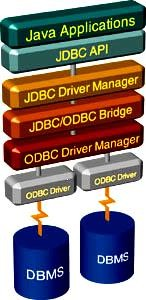 Java Applications
JDBC API
JDBC Driver Manager
JDBC/ODBC Bridge
ODBC Driver Manager
ODBC Driver
ODBC Driver
DBMS
DBMS